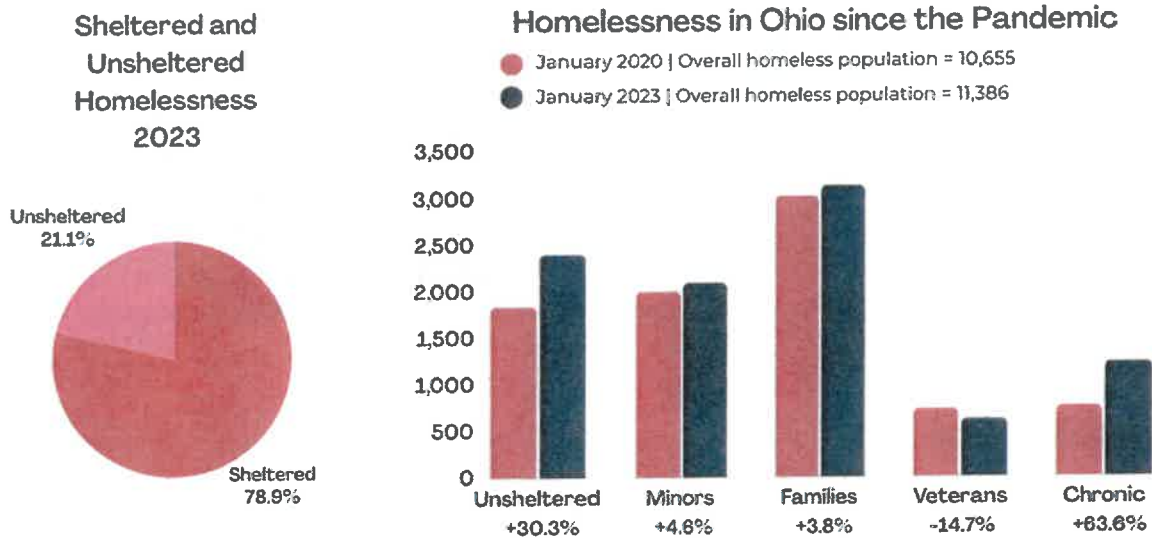 Sheltered and
Unsheltered
Homelessness
2023
Unsheltered
21.1%
Sheltered
78.9%
Homelessness in Ohio since the Pandemic
January 2020 | Overall homeless population = 10,655
January 2023 | Overall homeless population = 11,386
3,500
3,000
2,500
2.000
1,500
1,000
500
0
Unsheltered Minors Families Veterans Chronic
+30.3% +4.6% +3.8% -14.7% +63.6%